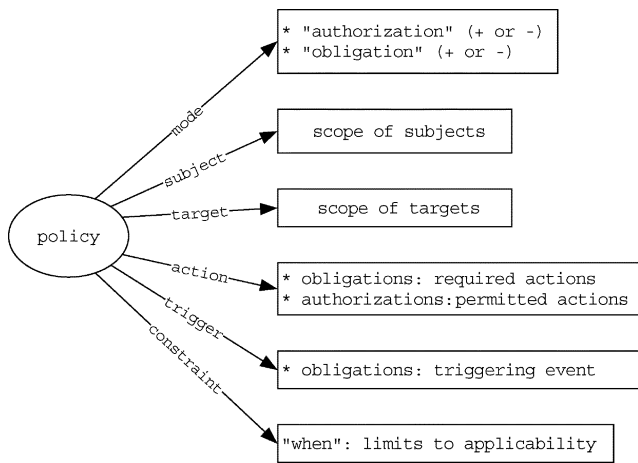 * "authorization" (+ or -)
* "obligation" (+ or -)
mode
scope of subjects
subject
scope of targets
target
policy
action
* obligations: required actions
* authorizations:permitted actions
trigger
* obligations: triggering event
constraint
"when": limits to applicability